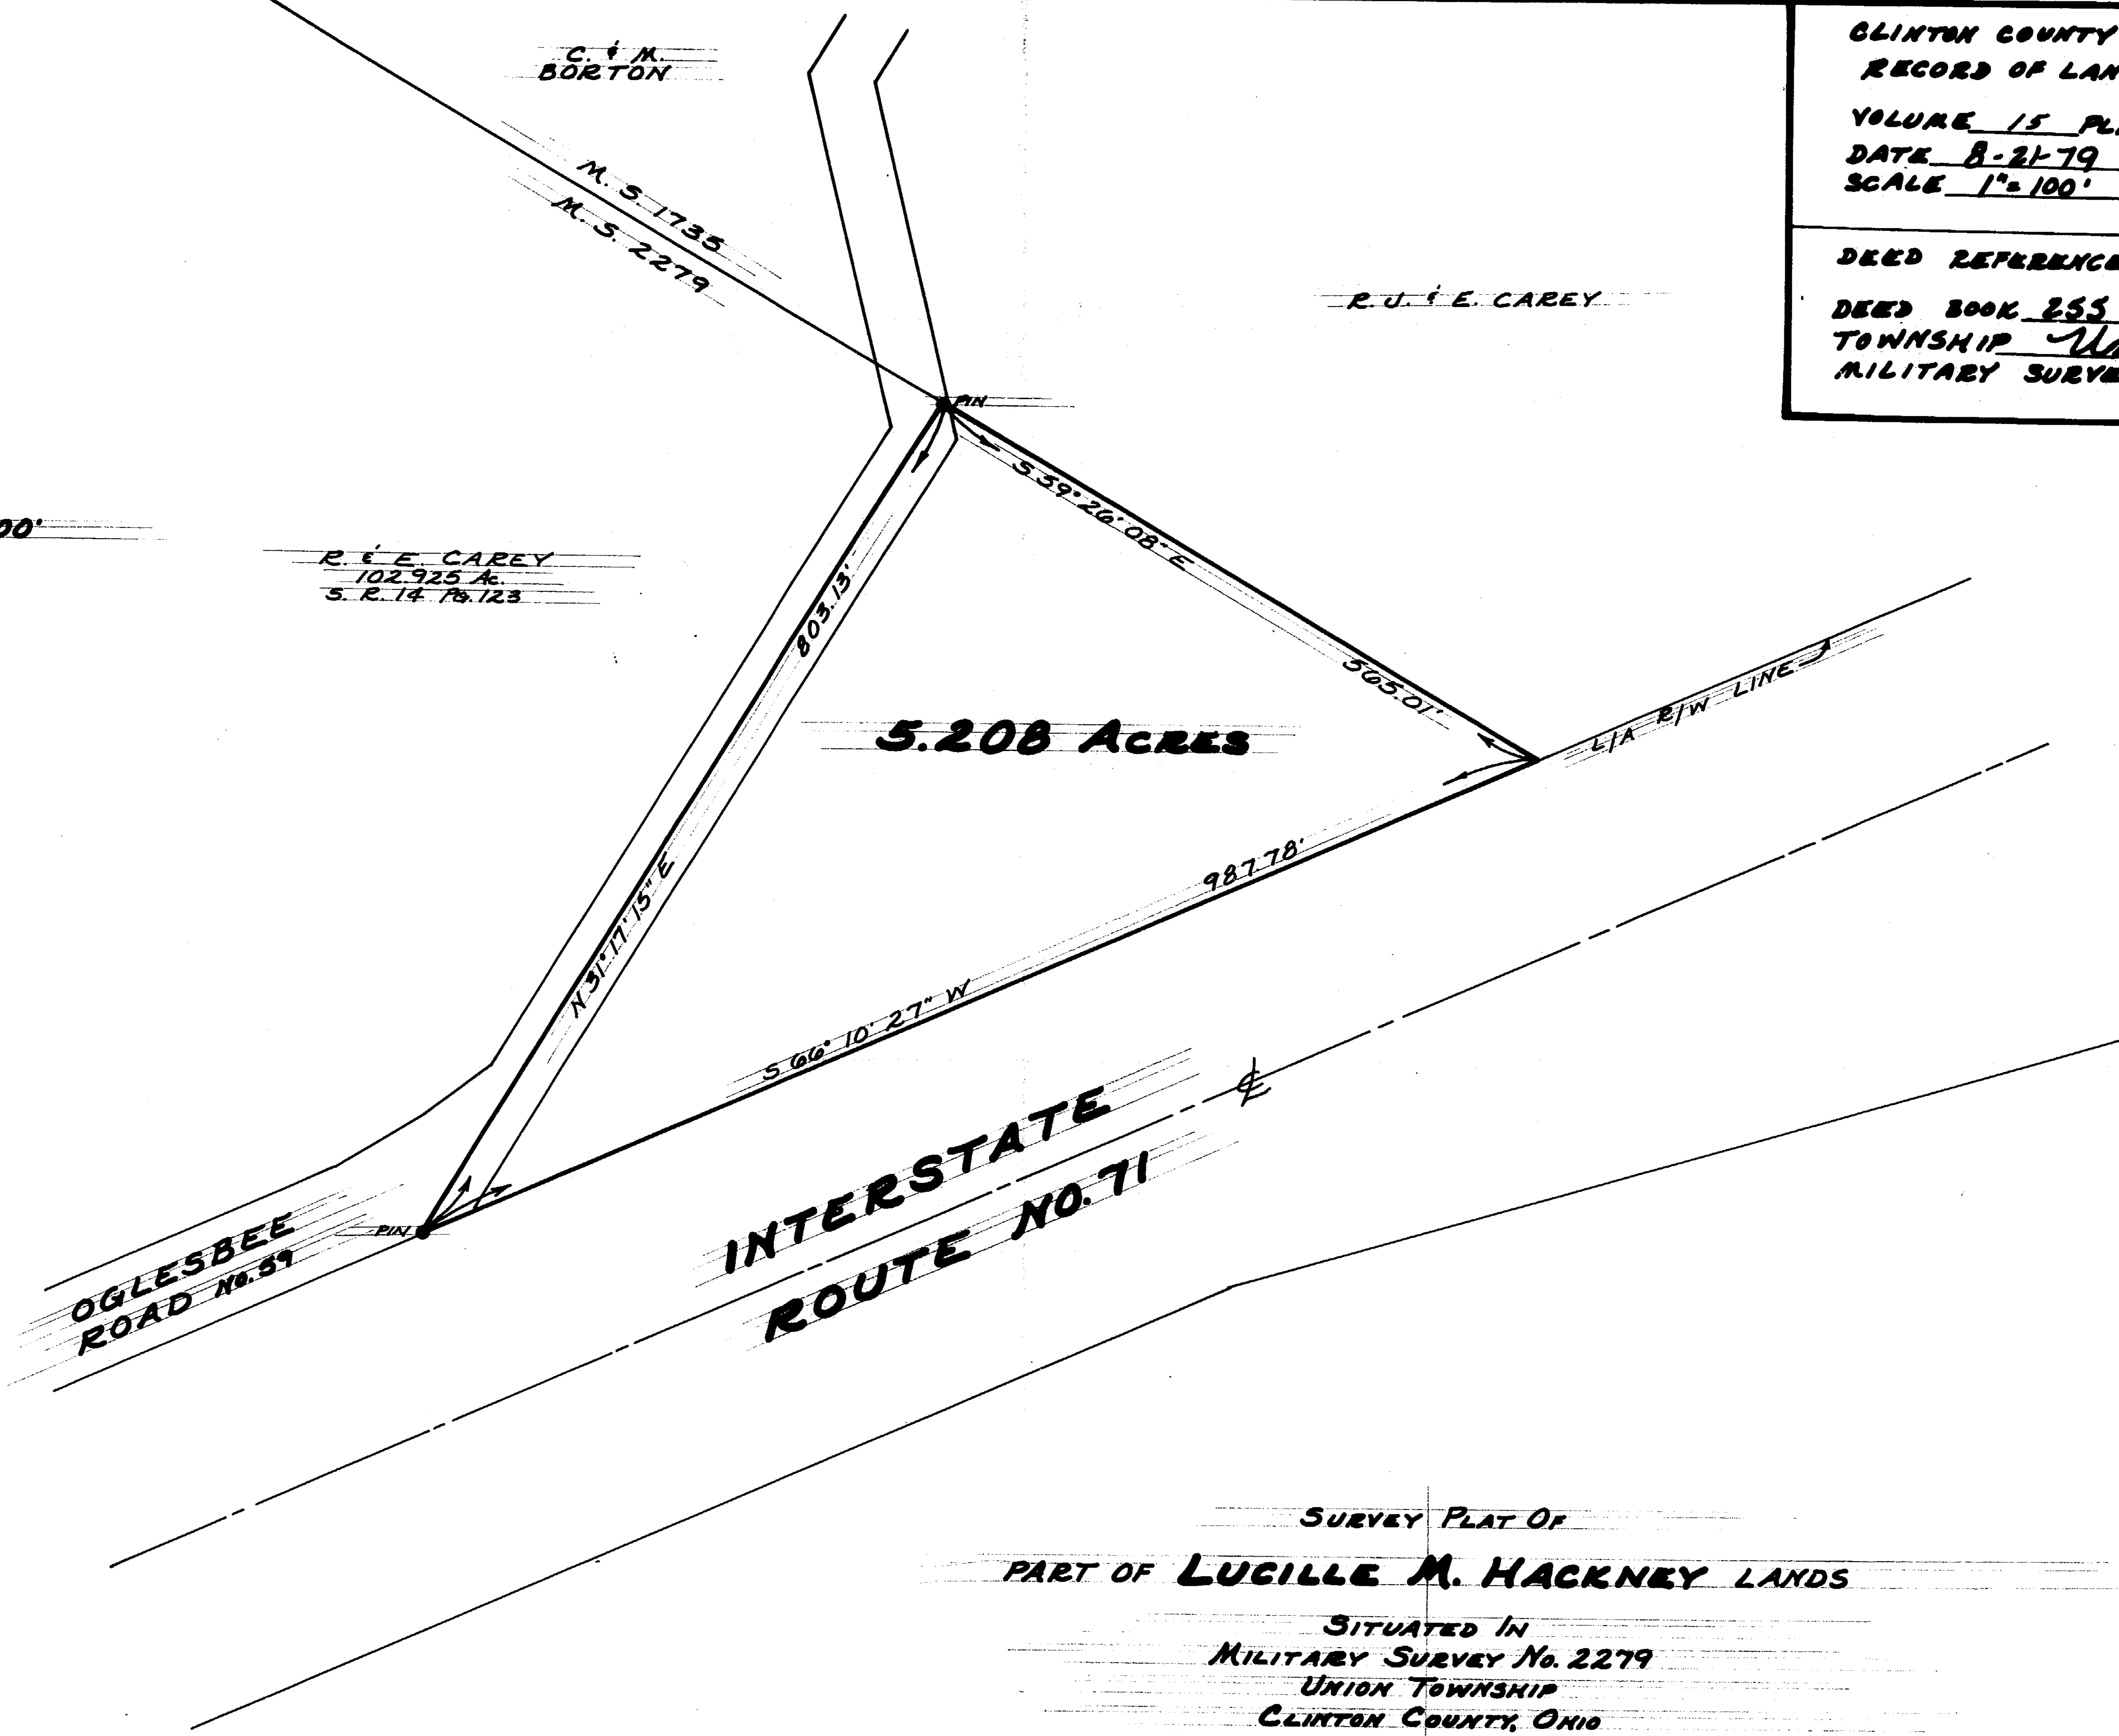 CLINTON COUNTY
RECORD OF LAN
VOLUME 15 PL
DATE 8-21-79
SCALE 1"=100'
DEED REFERENCE
DEED BOOK 255
TOWNSHIP Un
MILITARY SURVE
C. & M.
BORTON
M. S. 1735
M. S. 2279
R. J. & E. CAREY
PIN
S 59° 26' 08" E
565.01'
00'
R. & E. CAREY
102.925 Ac.
S. R. 14 PG. 123
803.13'
N 31° 17' 15" E
5.208 ACRES
L/A R/W LINE
987.78'
S 66° 10' 27" W
INTERSTATE
ROUTE NO. 71
℄
PIN
OGLESBEE
ROAD NO. 59
SURVEY PLAT OF
PART OF LUCILLE M. HACKNEY LANDS
SITUATED IN
MILITARY SURVEY No. 2279
UNION TOWNSHIP
CLINTON COUNTY, OHIO